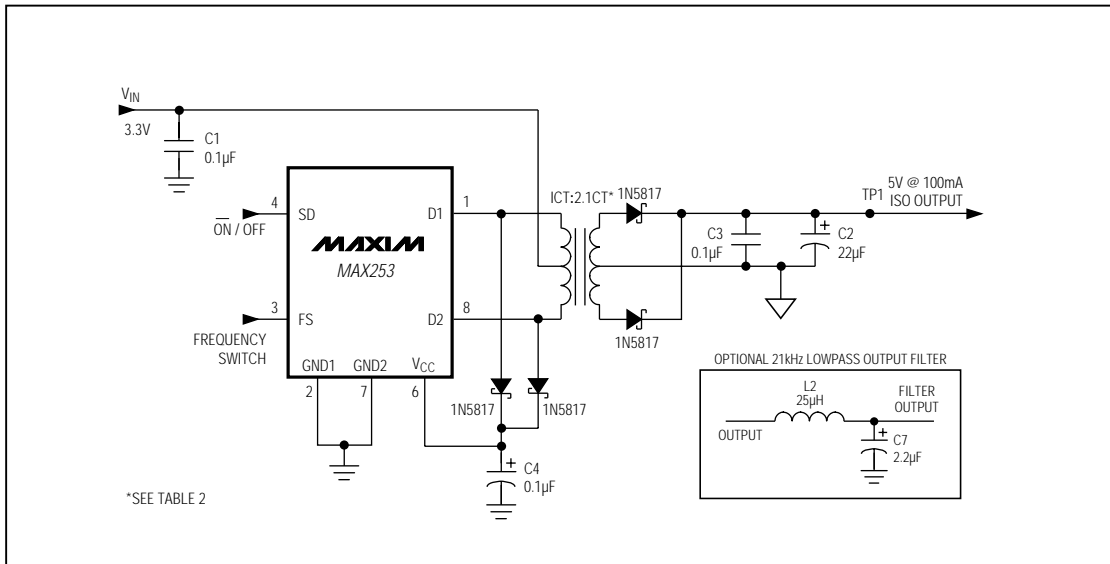 VIN
3.3V
C1
0.1µF
4
SD
ON / OFF
3
FS
FREQUENCY
SWITCH
MAXIM
MAX253
D1
1
D2
8
GND1
GND2
VCC
2
7
6
1N5817
1N5817
C4
0.1µF
ICT:2.1CT*
1N5817
1N5817
C3
0.1µF
C2
22µF
TP1
5V @ 100mA
ISO OUTPUT
OPTIONAL 21kHz LOWPASS OUTPUT FILTER
L2
25µH
OUTPUT
FILTER
OUTPUT
C7
2.2µF
*SEE TABLE 2